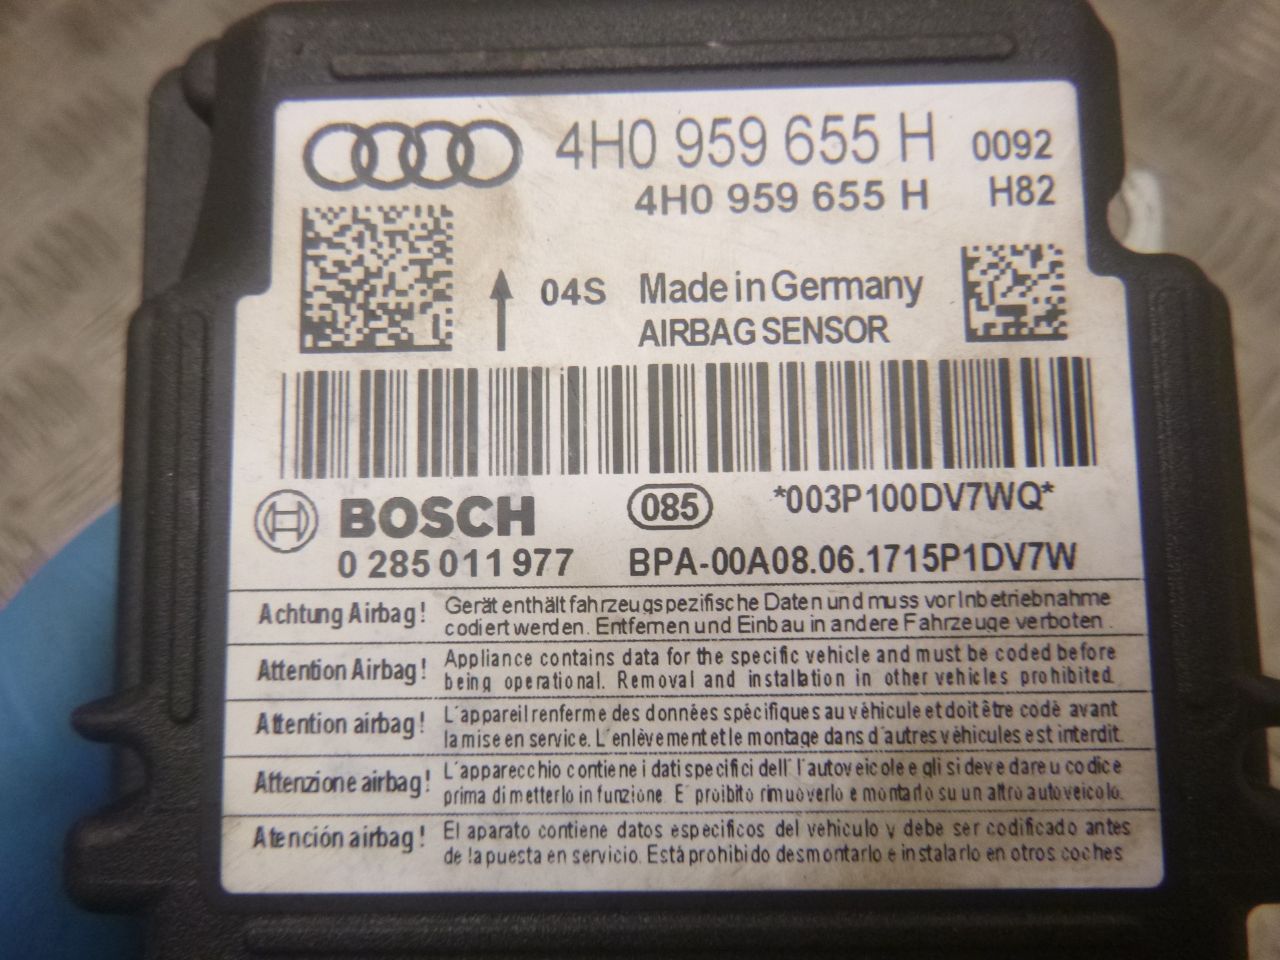 4H0 959 655 H 0092
4H0 959 655 H H82
04S Made in Germany
AIRBAG SENSOR
BOSCH 085 *003P100DV7WQ*
0 285 011 977 BPA-00A08.06.1715P1DV7W
Achtung Airbag! Gerät enthält fahrzeugspezifische Daten und muss vor Inbetriebnahme
codiert werden. Entfernen und Einbau in andere Fahrzeuge verboten.
Attention Airbag! Appliance contains data for the specific vehicle and must be coded before
being operational. Removal and installation in other vehicles prohibited.
Attention airbag! L'appareil renferme des données spécifiques au véhicule et doit être codè avant
la mise en service. L'enlèvement et le montage dans d'autres vèhicules est interdit.
Attenzione airbag! L'apparecchio contiene i dati specifici dell'l'autoveicolo e gli si deve dare u codice
prima di metterlo in funzione. E' proibito rimuoverlo e montarlo su un altro autoveicolo.
Atención airbag! El aparato contiene datos especificos del vehiculo y debe ser codificado antes
de la puesta en servicio. Está prohibido desmontarlo e instalarlo en otros coches